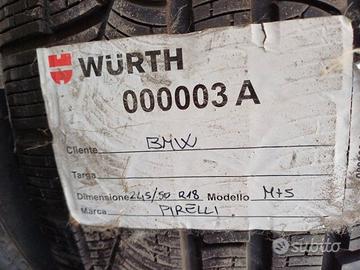 WÜRTH
000003 A
Cliente BMW
Targa
Dimensione 245/50 R18 Modello M+S
Marca PIRELLI
subito